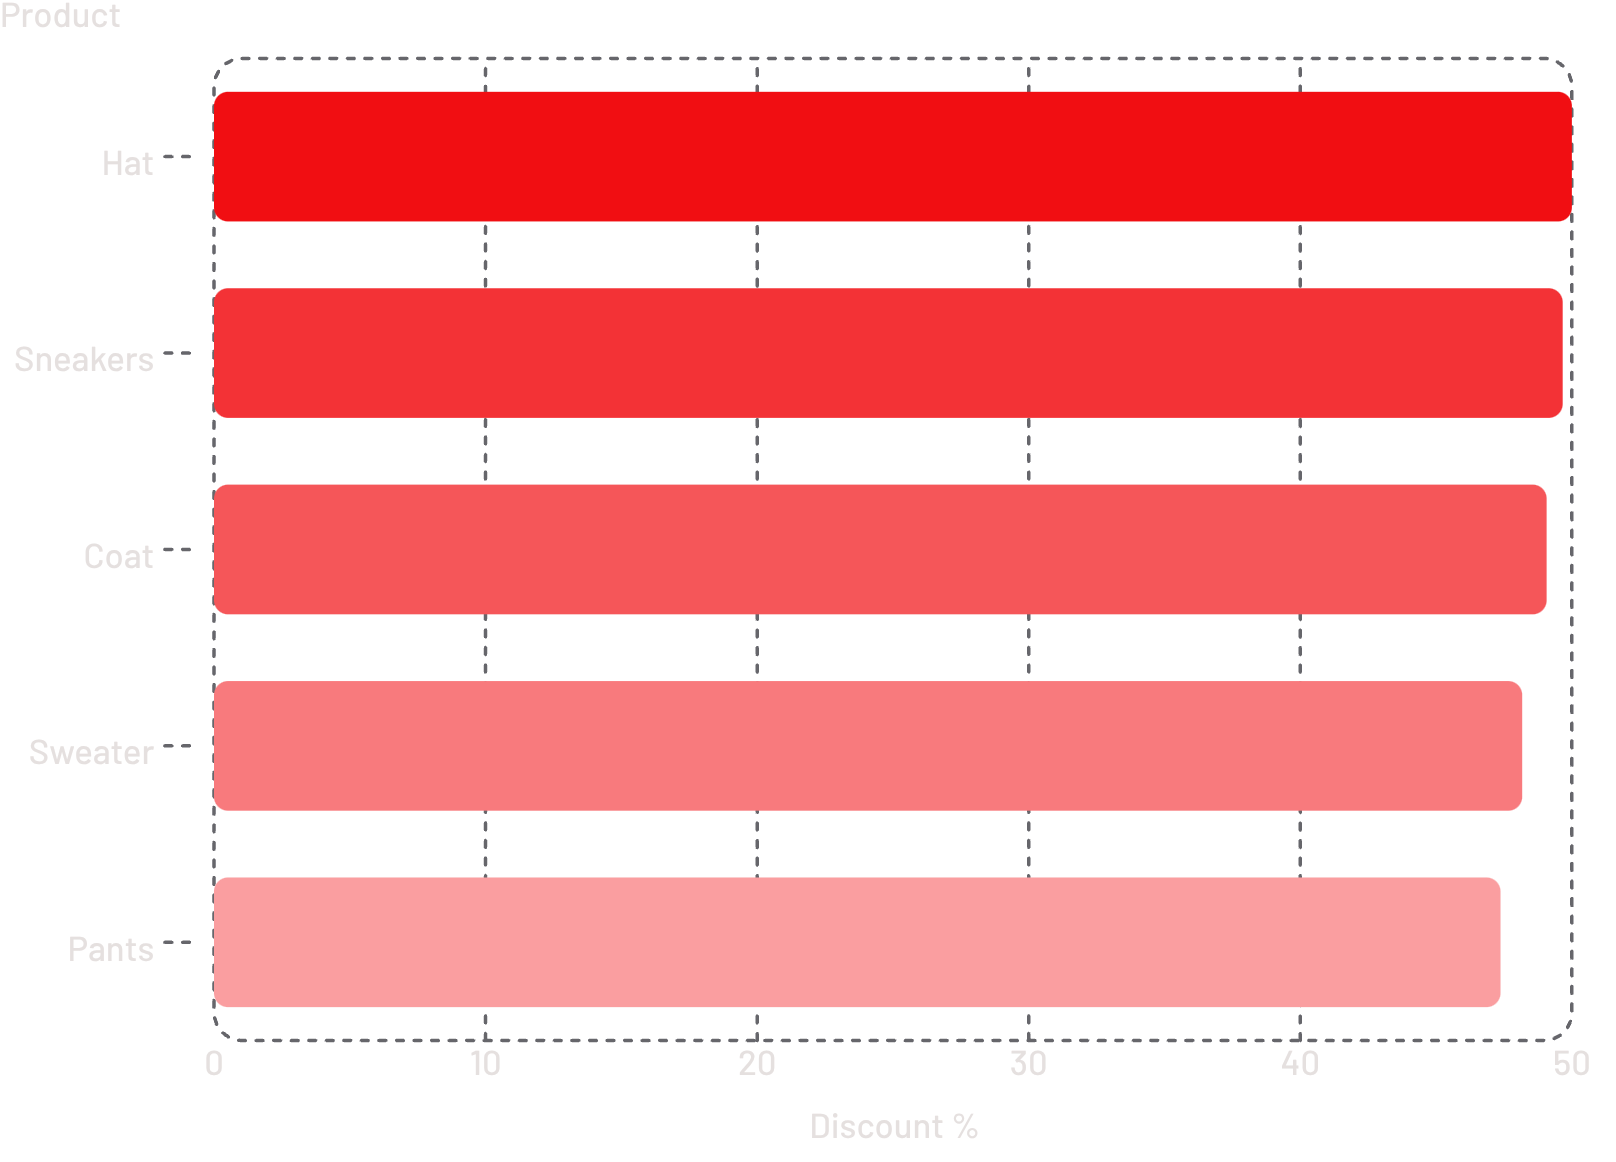 Product
Hat
Sneakers
Coat
Sweater
Pants
0 10 20 30 40 50
Discount %